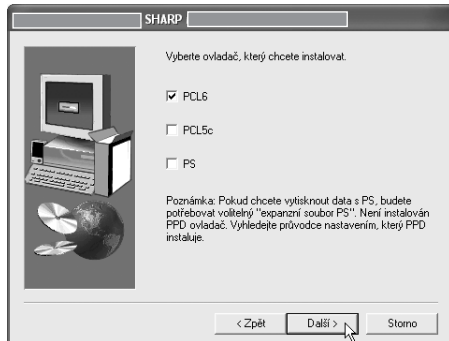 SHARP
Vyberte ovladač, který chcete instalovat.
PCL6
PCL5c
PS
Poznámka: Pokud chcete vytisknout data s PS, budete
potřebovat volitelný "expanzní soubor PS". Není instalován
PPD ovladač. Vyhledejte průvodce nastavením, který PPD
instaluje.
< Zpět
Další >
Storno